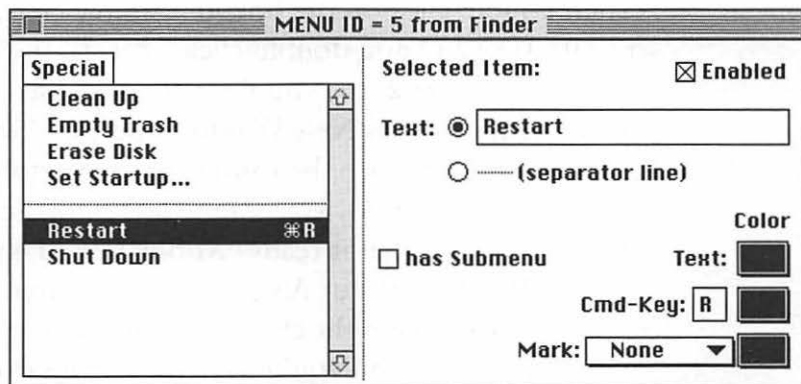 MENU ID = 5 from Finder
Special
Clean Up
Empty Trash
Erase Disk
Set Startup...
Restart ⌘R
Shut Down
Selected Item:
Enabled
Text:
Restart
(separator line)
Color
has Submenu
Text:
Cmd-Key: R
Mark: None